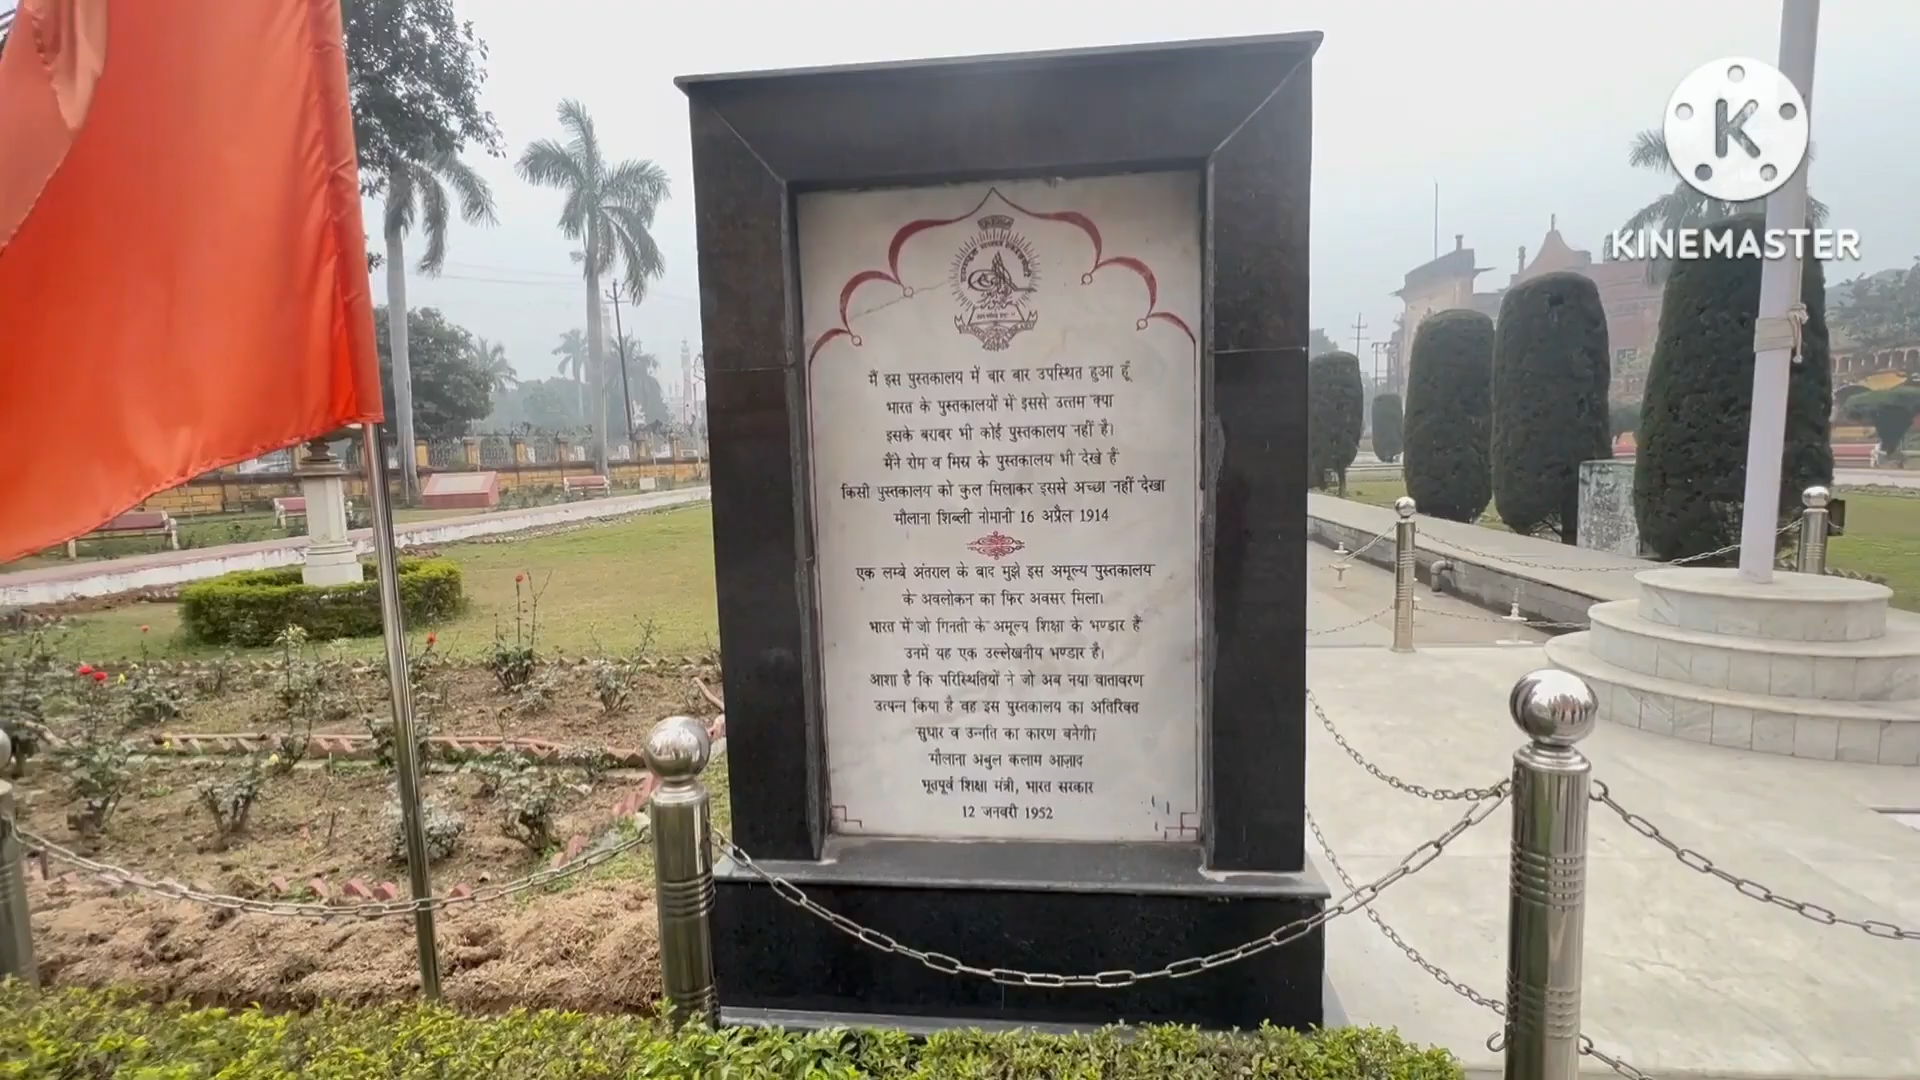 मैं इस पुस्तकालय में बार बार उपस्थित हुआ हूँ
भारत के पुस्तकालयों में इससे उत्तम क्या
इसके बराबर भी कोई पुस्तकालय नहीं है।
मैंने रोम व मिस्र के पुस्तकालय भी देखे हैं
किसी पुस्तकालय को कुल मिलाकर इससे अच्छा नहीं देखा
मौलाना शिब्ली नोमानी 16 अप्रैल 1914
एक लम्बे अंतराल के बाद मुझे इस अमूल्य पुस्तकालय
के अवलोकन का फिर अवसर मिला।
भारत में जो गिनती के अमूल्य शिक्षा के भण्डार हैं
उनमें यह एक उल्लेखनीय भण्डार है।
आशा है कि परिस्थितियों ने जो अब नया वातावरण
उत्पन्न किया है वह इस पुस्तकालय का अतिरिक्त
सुधार व उन्नति का कारण बनेगी।
मौलाना अबुल कलाम आज़ाद
भूतपूर्व शिक्षा मंत्री, भारत सरकार
12 जनवरी 1952
K
KINEMASTER